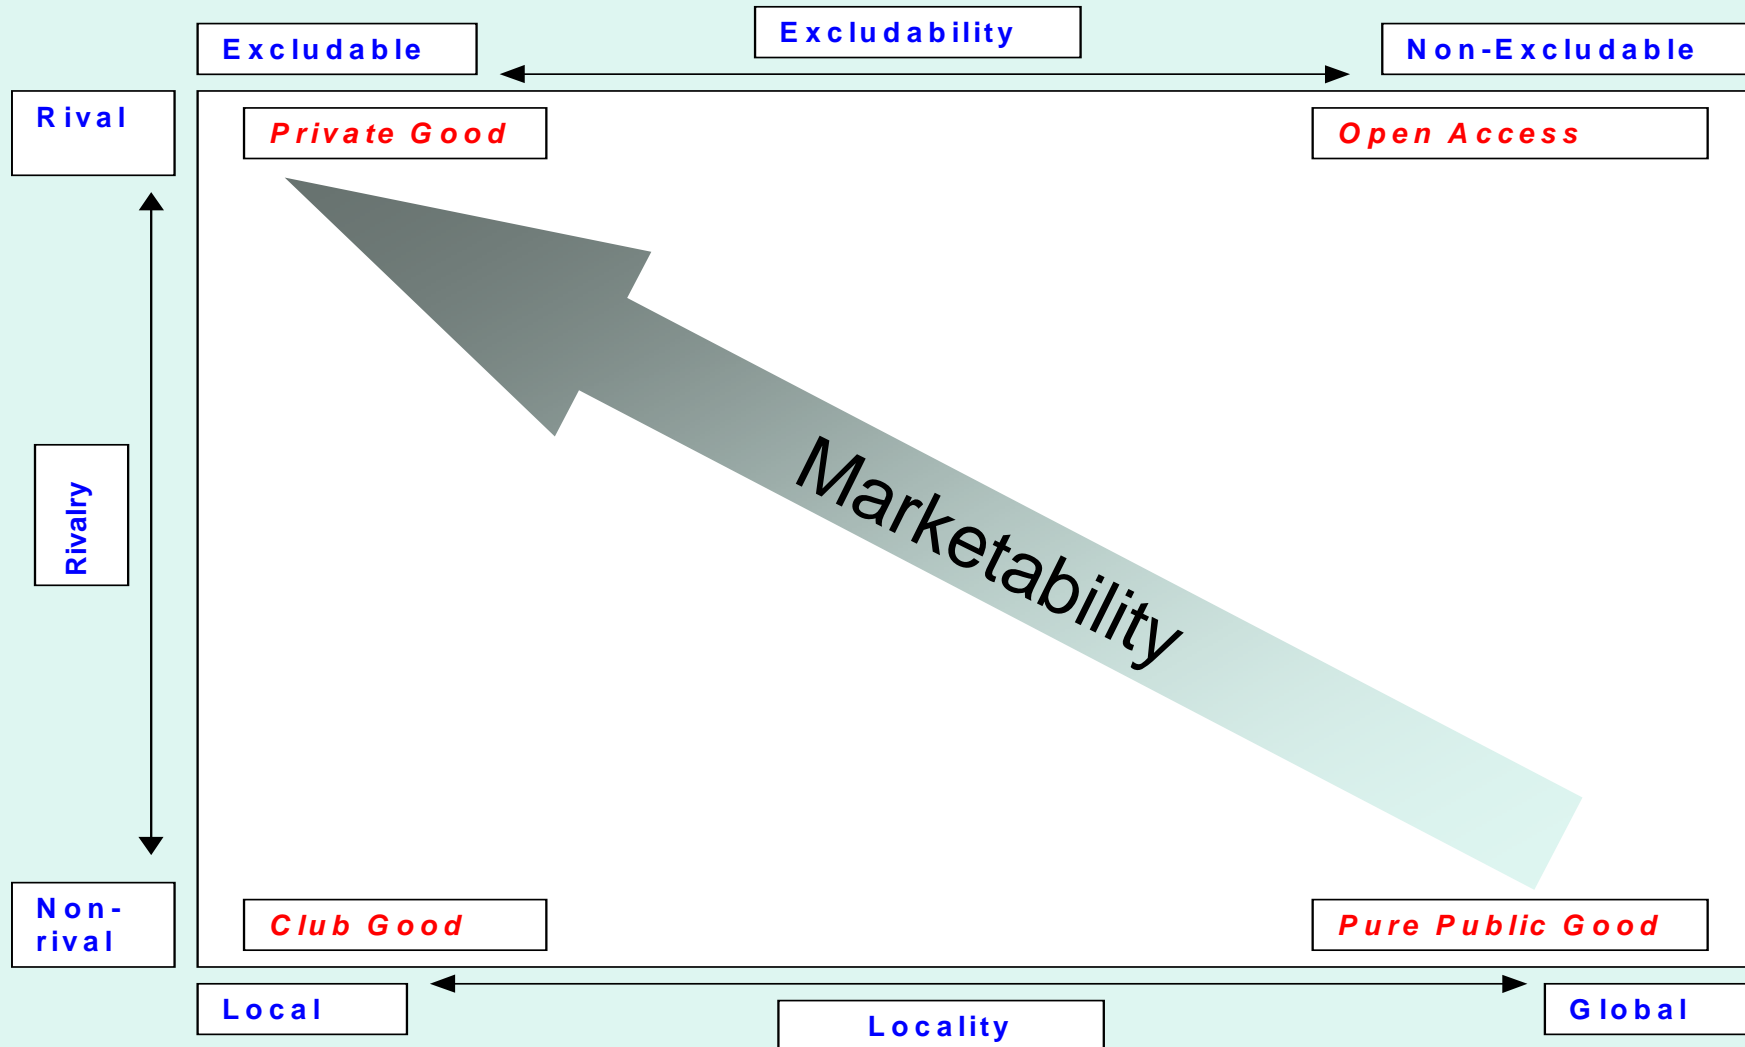 Excludability
Excludable
Non-Excludable
Rival
Private Good
Open Access
Rivalry
Marketability
Non-
rival
Club Good
Pure Public Good
Local
Global
Locality